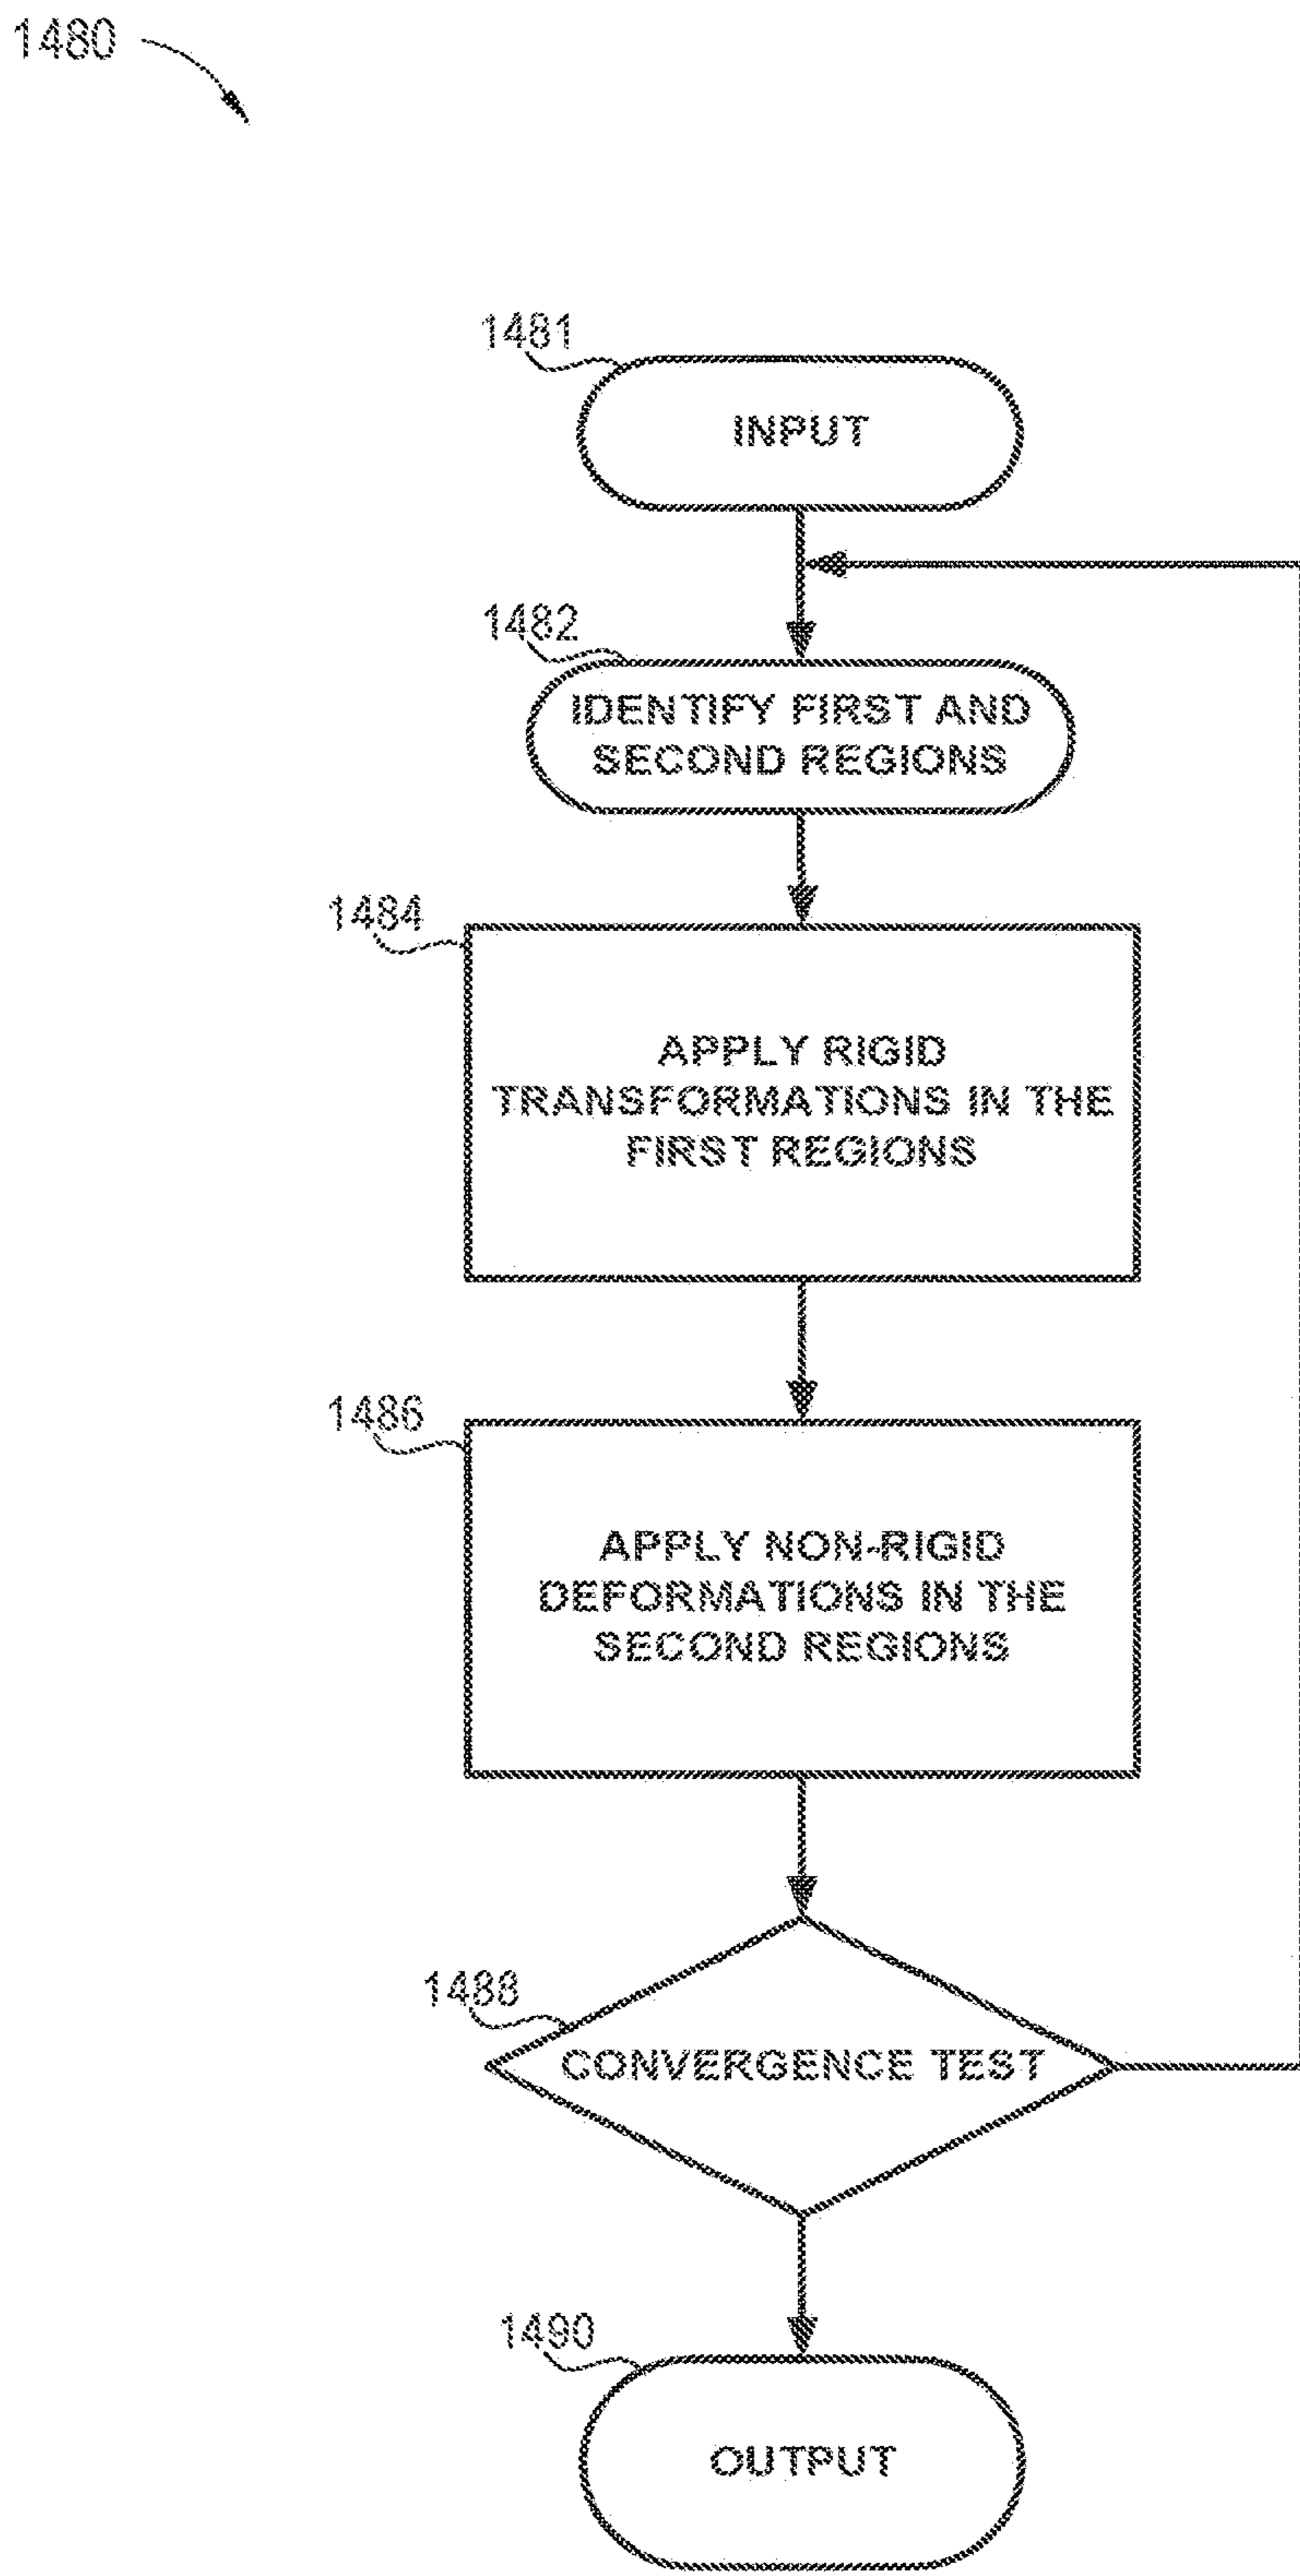 1480
1481
INPUT
1482
IDENTIFY FIRST AND
SECOND REGIONS
1484
APPLY RIGID
TRANSFORMATIONS IN THE
FIRST REGIONS
1486
APPLY NON-RIGID
DEFORMATIONS IN THE
SECOND REGIONS
1488
CONVERGENCE TEST
1490
OUTPUT